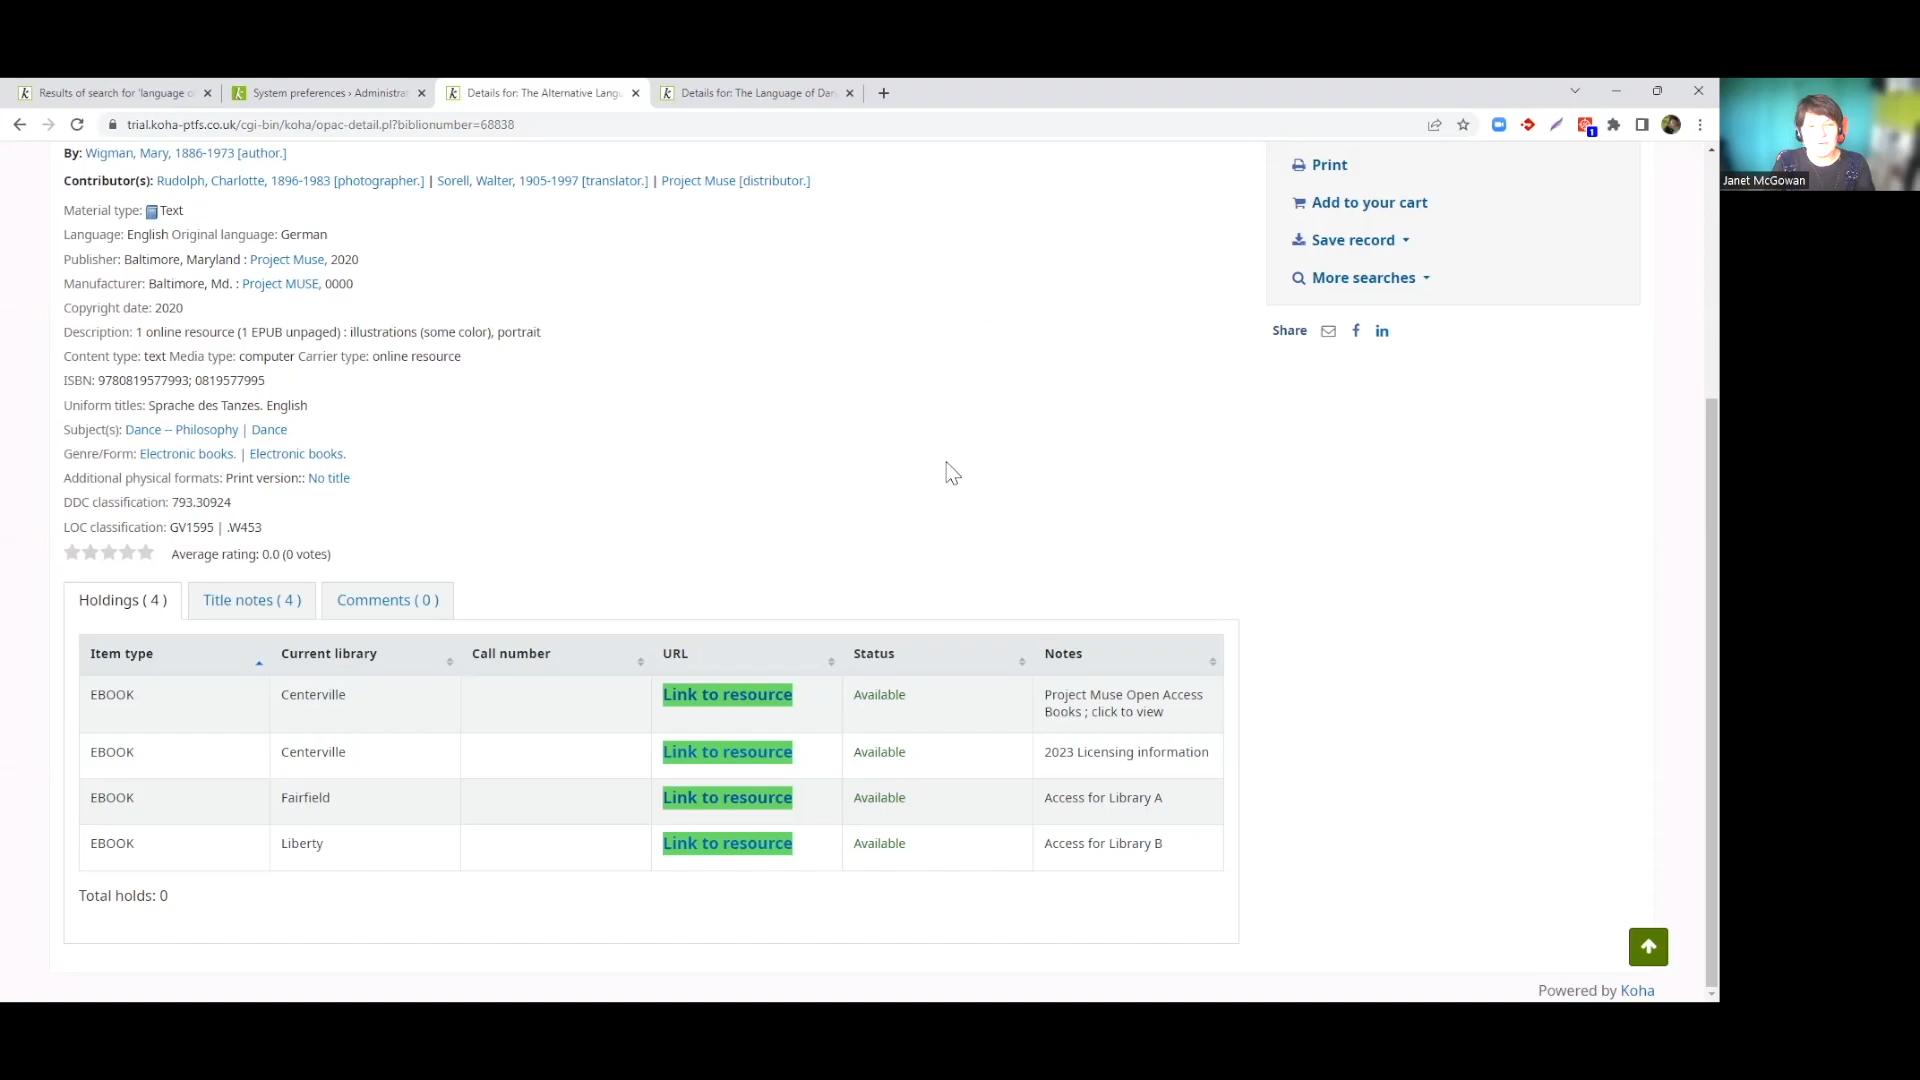 Results of search for 'language o
System preferences › Administrat
Details for: The Alternative Langu
Details for: The Language of Dan
trial.koha-ptfs.co.uk/cgi-bin/koha/opac-detail.pl?biblionumber=68838
1
Janet McGowan
By: Wigman, Mary, 1886-1973 [author.]
Contributor(s): Rudolph, Charlotte, 1896-1983 [photographer.] | Sorell, Walter, 1905-1997 [translator.] | Project Muse [distributor.]
Material type: Text
Language: English Original language: German
Publisher: Baltimore, Maryland : Project Muse, 2020
Manufacturer: Baltimore, Md. : Project MUSE, 0000
Copyright date: 2020
Description: 1 online resource (1 EPUB unpaged) : illustrations (some color), portrait
Content type: text Media type: computer Carrier type: online resource
ISBN: 9780819577993; 0819577995
Uniform titles: Sprache des Tanzes. English
Subject(s): Dance -- Philosophy | Dance
Genre/Form: Electronic books. | Electronic books.
Additional physical formats: Print version:: No title
DDC classification: 793.30924
LOC classification: GV1595 | .W453
Average rating: 0.0 (0 votes)
Print
Add to your cart
Save record
More searches
Share
Holdings ( 4 ) Title notes ( 4 ) Comments ( 0 )
Item type Current library Call number URL Status Notes
EBOOK Centerville Link to resource Available Project Muse Open Access
Books ; click to view
EBOOK Centerville Link to resource Available 2023 Licensing information
EBOOK Fairfield Link to resource Available Access for Library A
EBOOK Liberty Link to resource Available Access for Library B
Total holds: 0
Powered by Koha